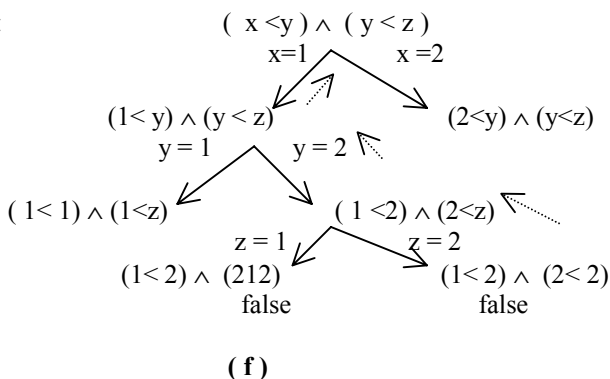 ( x <y ) ∧ ( y < z )
x=1 x =2
(1< y) ∧ (y < z) (2<y) ∧ (y<z)
y = 1 y = 2
( 1< 1) ∧ (1<z) ( 1 <2) ∧ (2<z)
z = 1 z = 2
(1< 2) ∧ (212) (1< 2) ∧ (2< 2)
false false
( f )